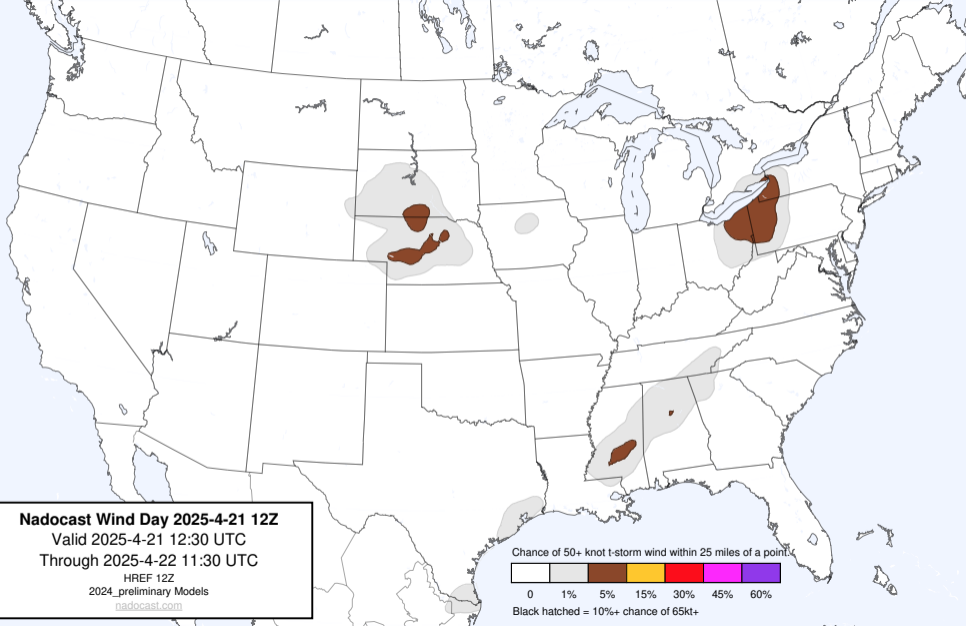 Nadocast Wind Day 2025-4-21 12Z
Valid 2025-4-21 12:30 UTC
Through 2025-4-22 11:30 UTC
HREF 12Z
2024_preliminary Models
nadocast.com
Chance of 50+ knot t-storm wind within 25 miles of a point.
0 1% 5% 15% 30% 45% 60%
Black hatched = 10%+ chance of 65kt+